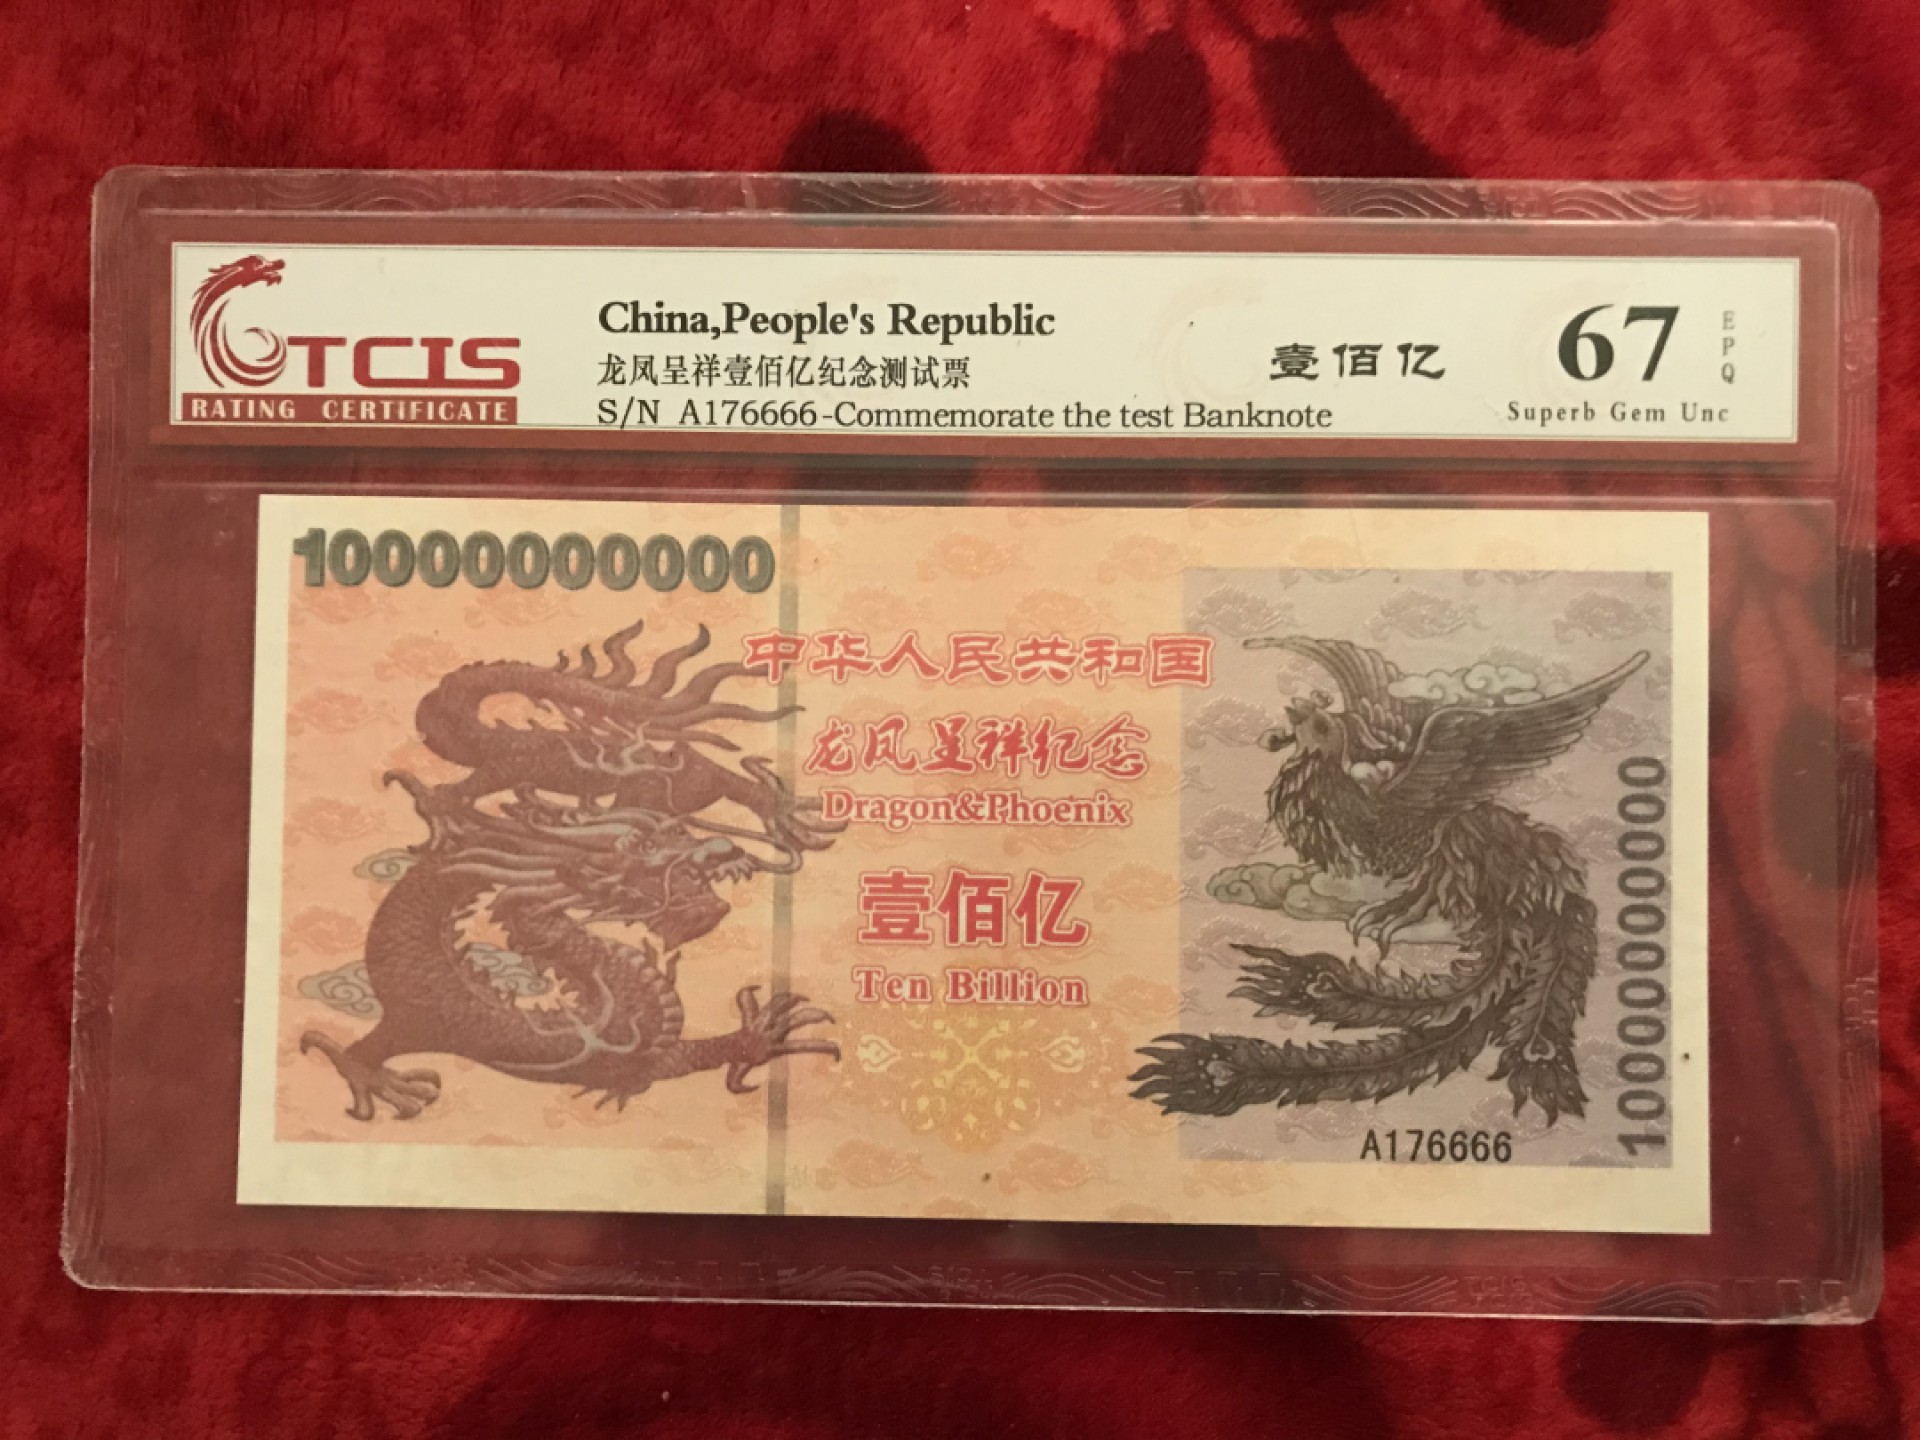 TCIS
RATING CERTIFICATE
China,People's Republic
龙凤呈祥壹佰亿纪念测试票
S/N A176666-Commemorate the test Banknote
壹佰亿
67
EPQ
Superb Gem Unc
10000000000
中华人民共和国
龙凤呈祥纪念
Dragon&Phoenix
壹佰亿
Ten Billion
10000000000
A176666